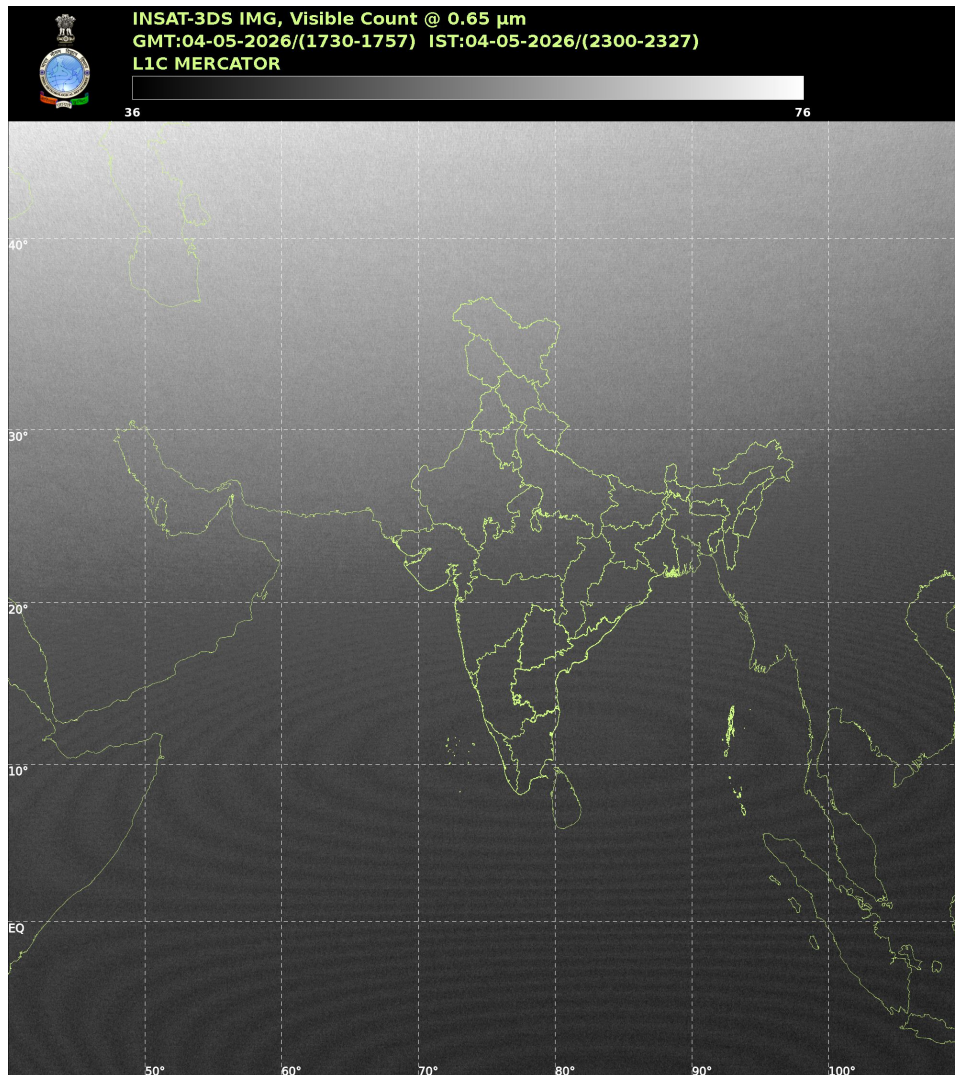 INSAT-3DS IMG, Visible Count @ 0.65 μm
GMT:04-05-2026/(1730-1757) IST:04-05-2026/(2300-2327)
L1C MERCATOR
36 76
40°
30°
20°
10°
EQ
50° 60° 70° 80° 90° 100°